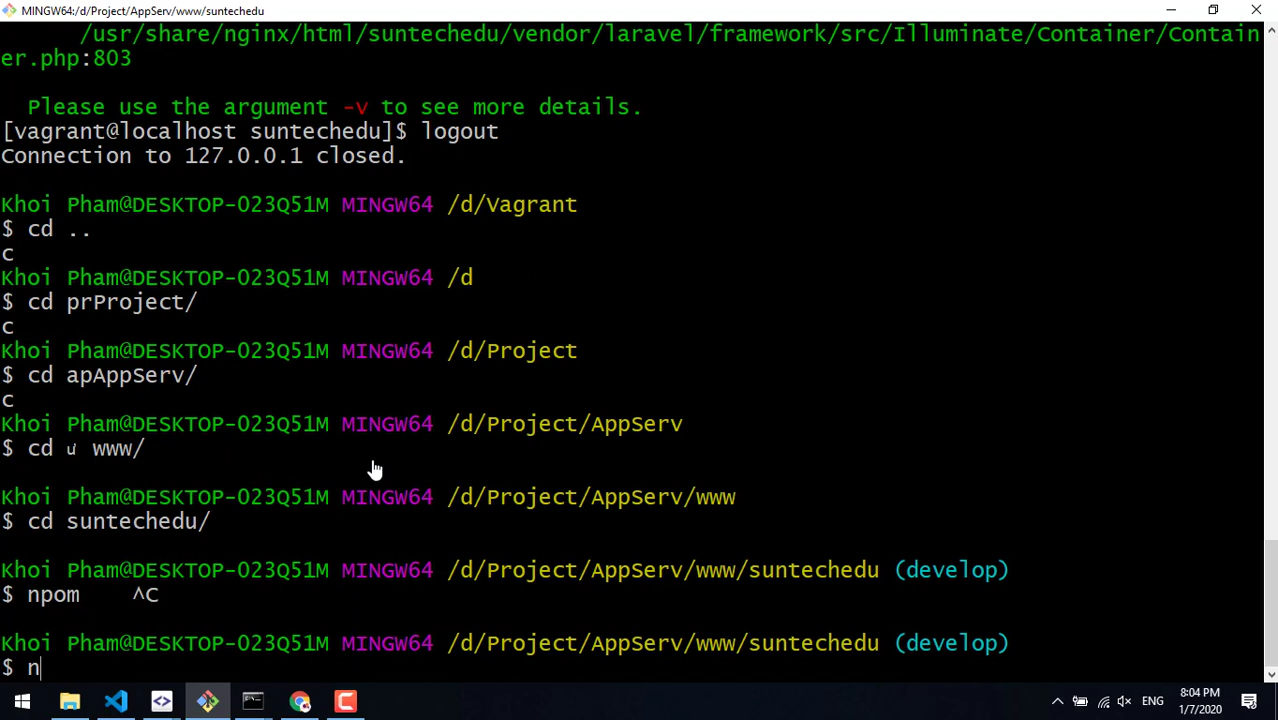 MINGW64:/d/Project/AppServ/www/suntechedu
/usr/share/nginx/html/suntechedu/vendor/laravel/framework/src/Illuminate/Container/Contain
er.php:803
Please use the argument -v to see more details.
[vagrant@localhost suntechedu]$ logout
Connection to 127.0.0.1 closed.
Khoi Pham@DESKTOP-023Q51M MINGW64 /d/Vagrant
$ cd ..
c
Khoi Pham@DESKTOP-023Q51M MINGW64 /d
$ cd prProject/
c
Khoi Pham@DESKTOP-023Q51M MINGW64 /d/Project
$ cd apAppServ/
c
Khoi Pham@DESKTOP-023Q51M MINGW64 /d/Project/AppServ
$ cd ư www/
Khoi Pham@DESKTOP-023Q51M MINGW64 /d/Project/AppServ/www
$ cd suntechedu/
Khoi Pham@DESKTOP-023Q51M MINGW64 /d/Project/AppServ/www/suntechedu (develop)
$ npom    ^C
Khoi Pham@DESKTOP-023Q51M MINGW64 /d/Project/AppServ/www/suntechedu (develop)
$ n
ENG
8:04 PM
1/7/2020